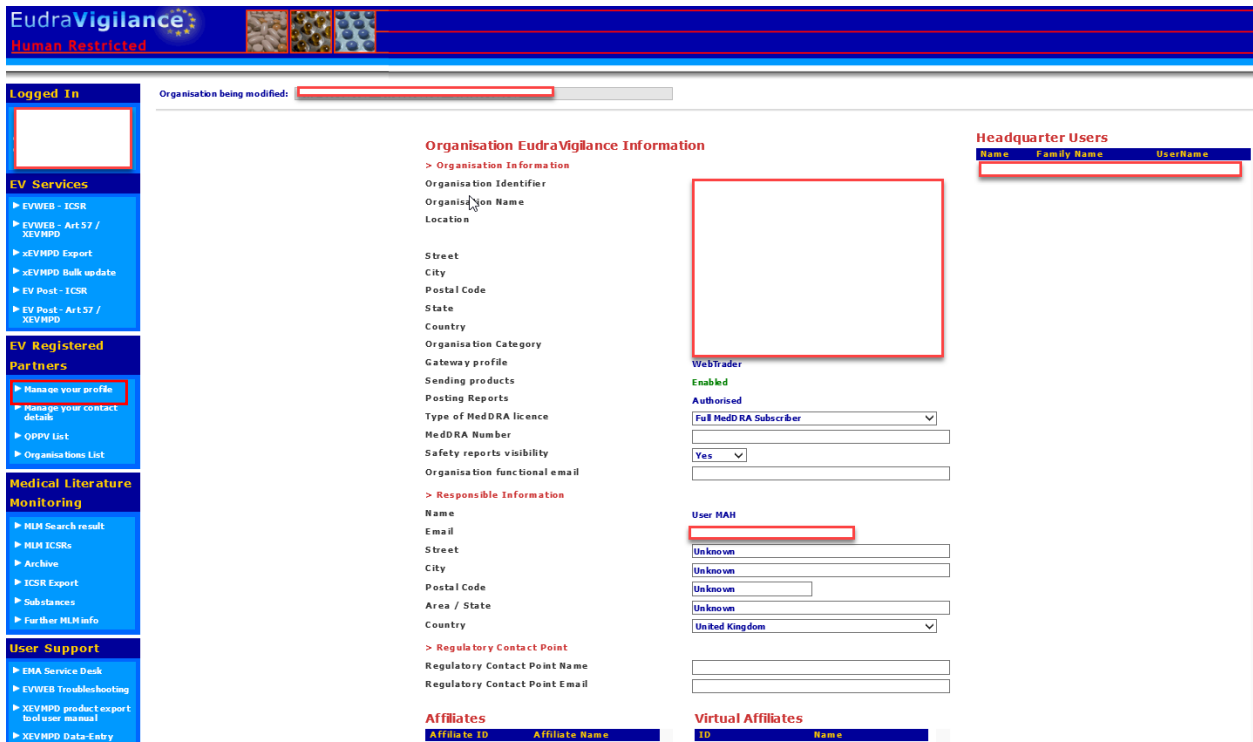 EudraVigilance
Human Restricted
Logged In
EV Services
EVWEB - ICSR
EVWEB - Art 57 /
XEVMPD
xEVMPD Export
xEVMPD Bulk update
EV Post - ICSR
EV Post - Art 57 /
XEVMPD
EV Registered
Partners
Manage your profile
Manage your contact
details
QPPV List
Organisations List
Medical Literature
Monitoring
MLM Search result
MLM ICSRs
Archive
ICSR Export
Substances
Further MLM info
User Support
EMA Service Desk
EVWEB Troubleshooting
XEVMPD product export
tool user manual
XEVMPD Data-Entry
Organisation being modified:
Organisation EudraVigilance Information
> Organisation Information
Organisation Identifier
Organisation Name
Location
Street
City
Postal Code
State
Country
Organisation Category
Gateway profile WebTrader
Sending products Enabled
Posting Reports Authorised
Type of MedDRA licence Full MedDRA Subscriber
MedDRA Number
Safety reports visibility Yes
Organisation functional email
> Responsible Information
Name User MAH
Email
Street Unknown
City Unknown
Postal Code Unknown
Area / State Unknown
Country United Kingdom
> Regulatory Contact Point
Regulatory Contact Point Name
Regulatory Contact Point Email
Affiliates
Affiliate ID Affiliate Name
Virtual Affiliates
ID Name
Headquarter Users
Name Family Name UserName